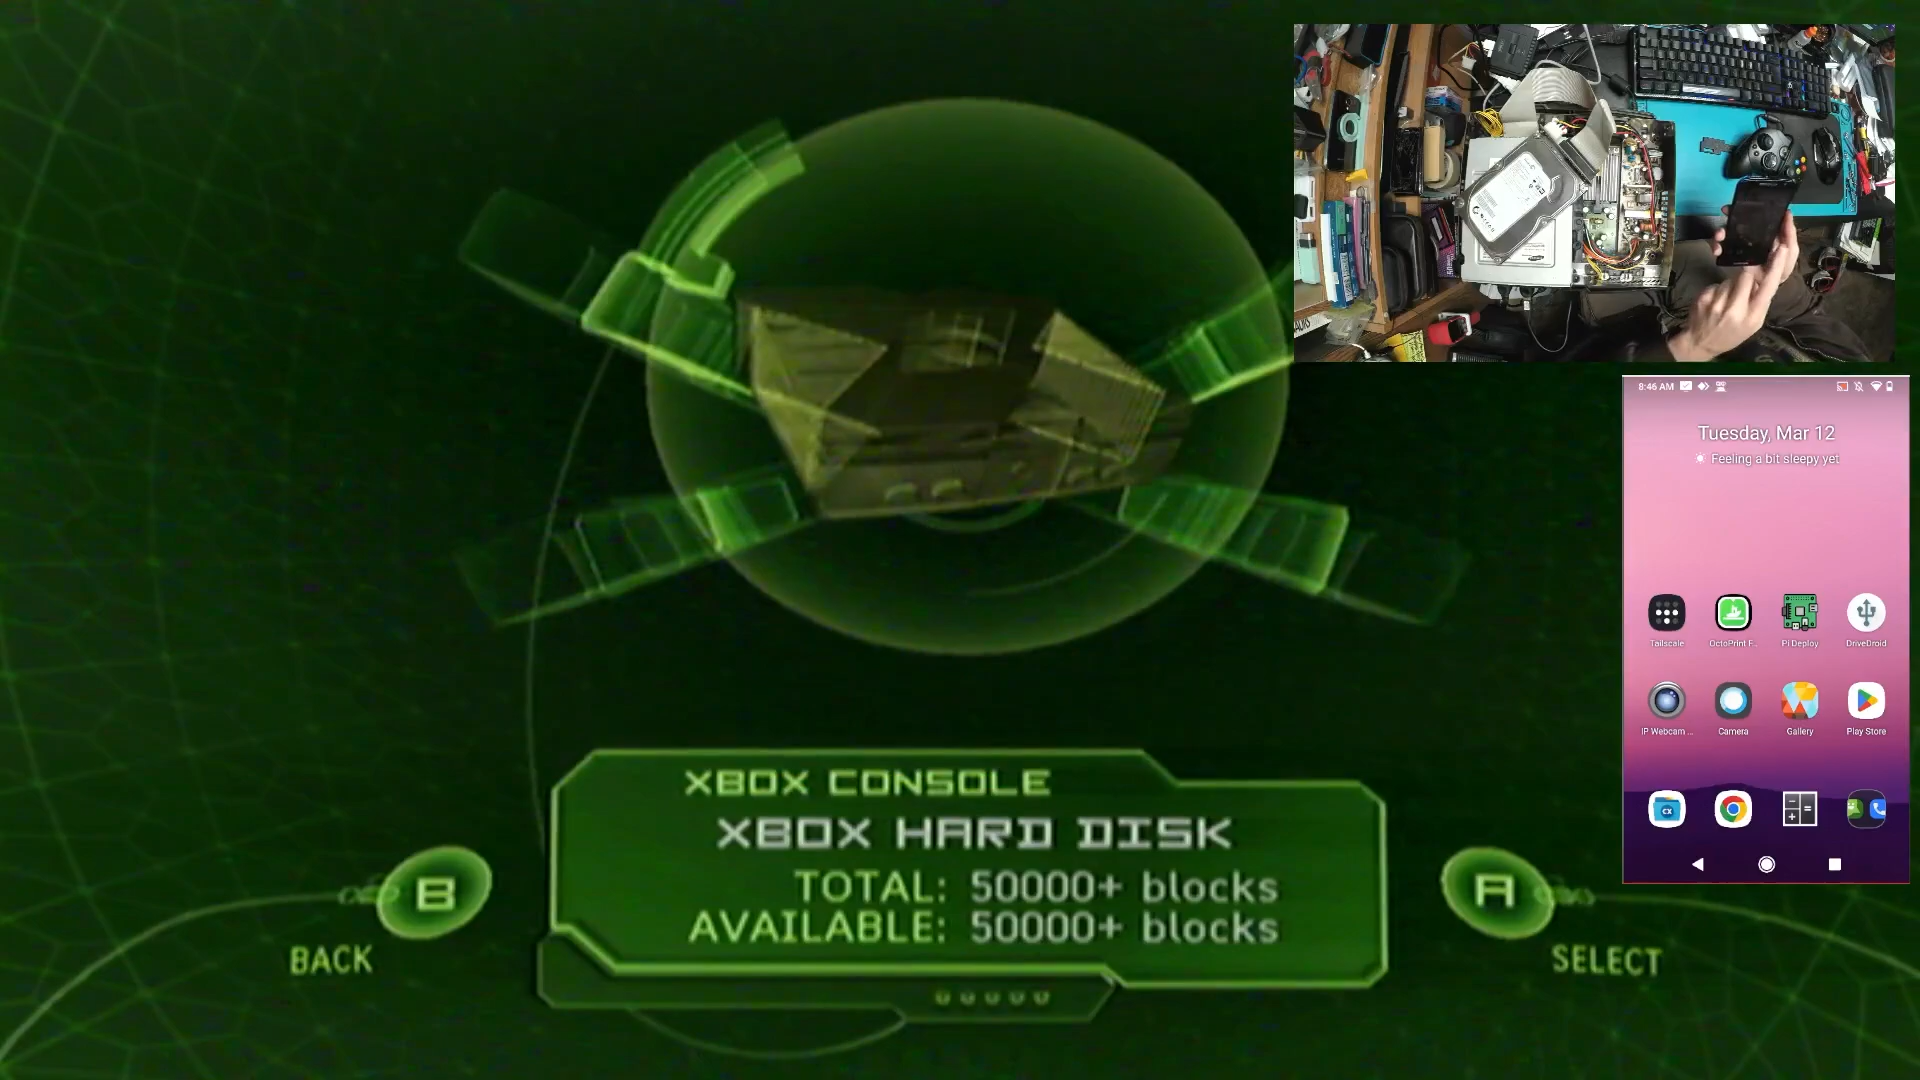 XBOX CONSOLE
XBOX HARD DISK
TOTAL: 50000+ blocks
AVAILABLE: 50000+ blocks
B
BACK
A
SELECT
8:46 AM
Tuesday, Mar 12
Feeling a bit sleepy yet
Tailscale
OctoPrint F...
Pi Deploy
DriveDroid
IP Webcam ...
Camera
Gallery
Play Store